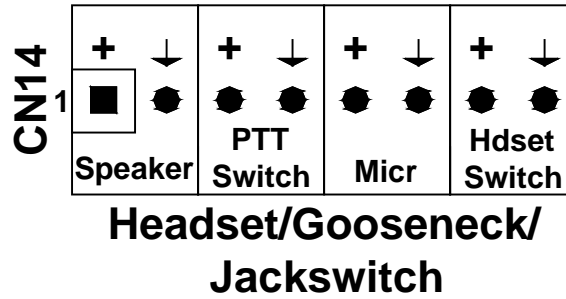 CN14
+ + + +
1
Speaker
PTT
Switch
Micr
Hdset
Switch
Headset/Gooseneck/
Jackswitch